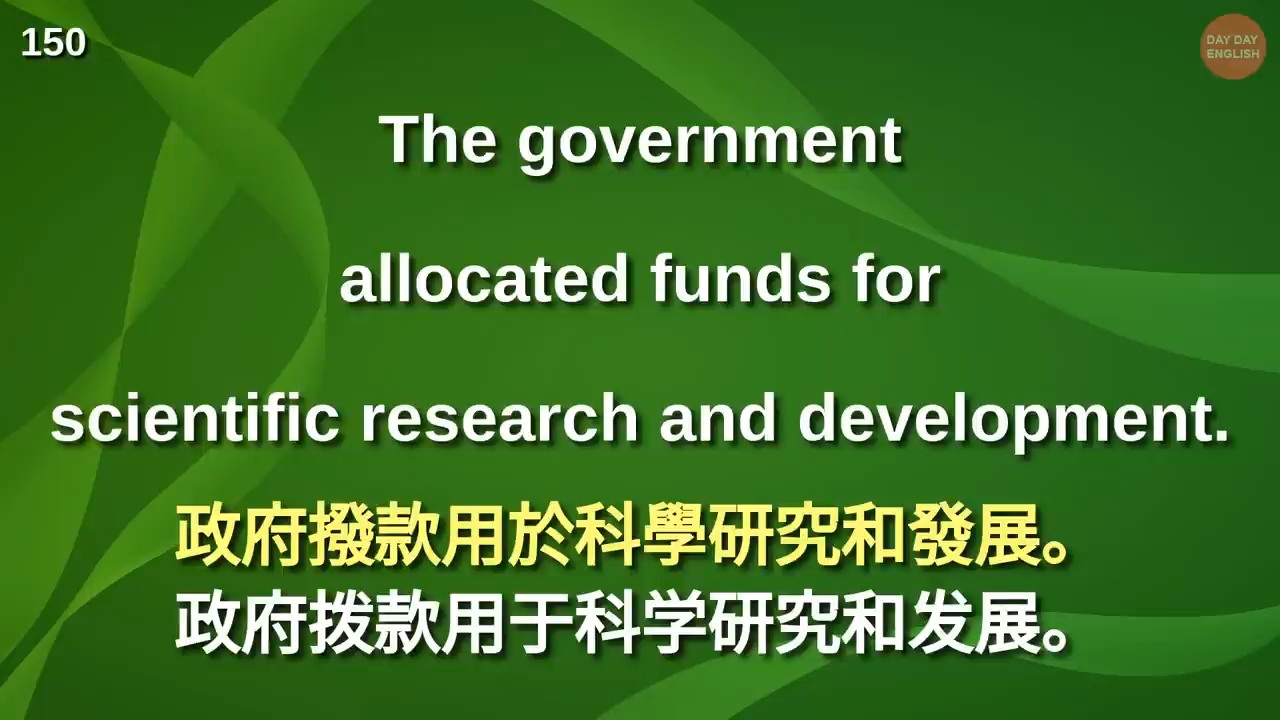 150
DAY DAY
ENGLISH
The government
allocated funds for
scientific research and development.
政府撥款用於科學研究和發展。
政府拨款用于科学研究和发展。